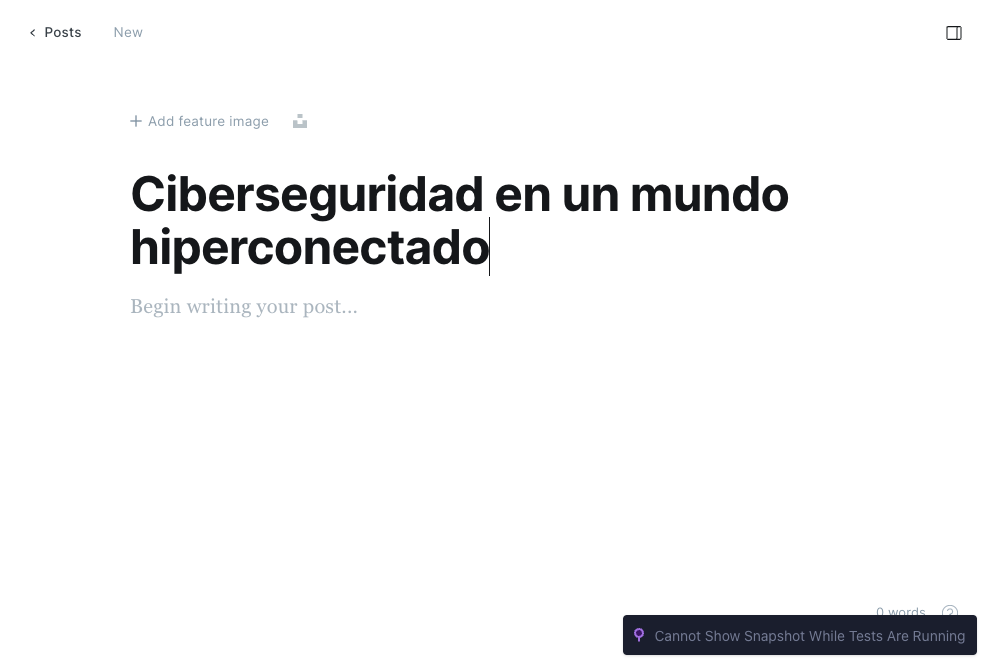 Posts New
Add feature image
Ciberseguridad en un mundo
hiperconectado
Begin writing your post...
0 words
Cannot Show Snapshot While Tests Are Running